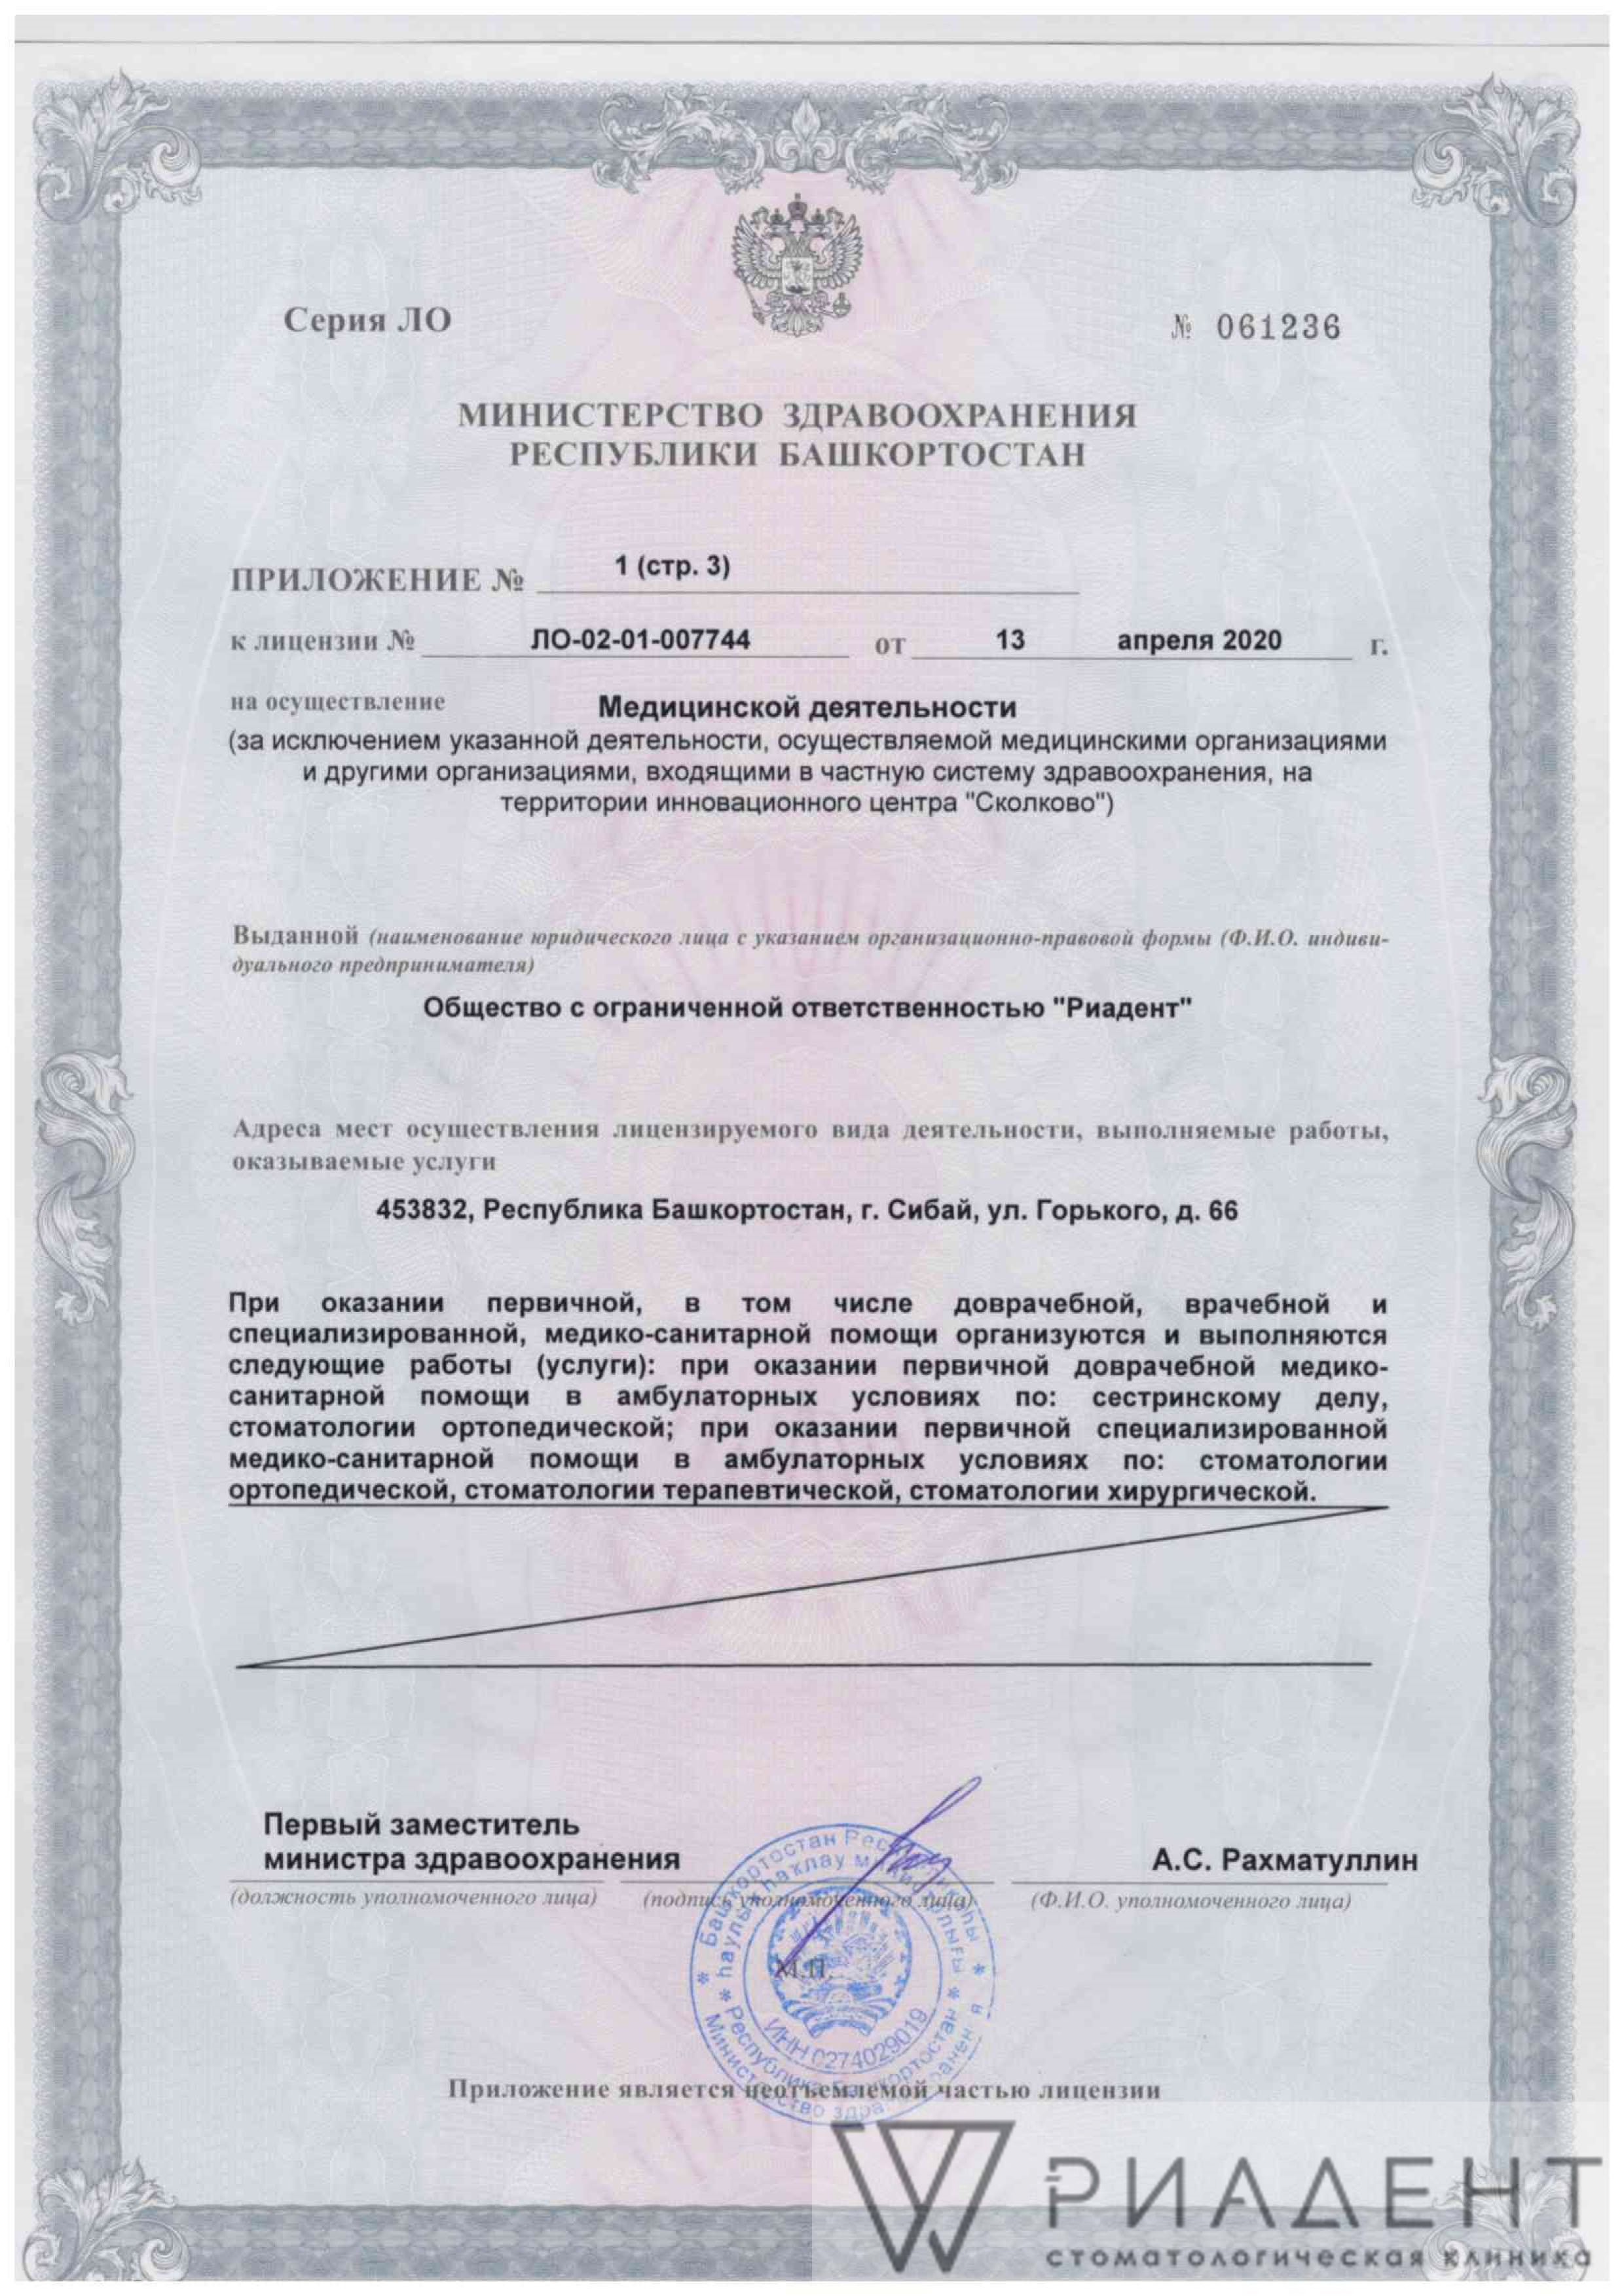 Серия ЛО
№ 061236
МИНИСТЕРСТВО ЗДРАВООХРАНЕНИЯ
РЕСПУБЛИКИ БАШКОРТОСТАН
ПРИЛОЖЕНИЕ № 1 (стр. 3)
к лицензии № ЛО-02-01-007744 от 13 апреля 2020 г.
на осуществление Медицинской деятельности
(за исключением указанной деятельности, осуществляемой медицинскими организациями
и другими организациями, входящими в частную систему здравоохранения, на
территории инновационного центра "Сколково")
Выданной (наименование юридического лица с указанием организационно-правовой формы (Ф.И.О. индиви-
дуального предпринимателя)
Общество с ограниченной ответственностью "Риадент"
Адреса мест осуществления лицензируемого вида деятельности, выполняемые работы,
оказываемые услуги
453832, Республика Башкортостан, г. Сибай, ул. Горького, д. 66
При оказании первичной, в том числе доврачебной, врачебной и
специализированной, медико-санитарной помощи организуются и выполняются
следующие работы (услуги): при оказании первичной доврачебной медико-
санитарной помощи в амбулаторных условиях по: сестринскому делу,
стоматологии ортопедической; при оказании первичной специализированной
медико-санитарной помощи в амбулаторных условиях по: стоматологии
ортопедической, стоматологии терапевтической, стоматологии хирургической.
Первый заместитель
министра здравоохранения
А.С. Рахматуллин
(должность уполномоченного лица) (подпись уполномоченного лица) (Ф.И.О. уполномоченного лица)
М.П.
Башкортостан Республикаһы
һаулыҡ һаҡлау министрлығы
Республика Башкортостан
Министерство здравоохранения
ИНН 0274029019
Приложение является неотъемлемой частью лицензии
РИАДЕНТ
стоматологическая клиника